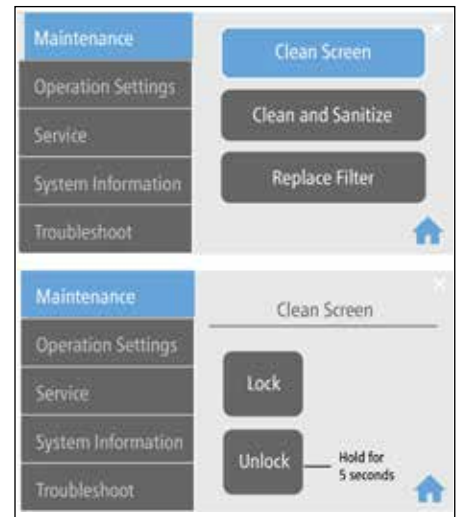 Maintenance
Operation Settings
Service
System Information
Troubleshoot
Clean Screen
Clean and Sanitize
Replace Filter
Maintenance
Operation Settings
Service
System Information
Troubleshoot
Clean Screen
Lock
Unlock
Hold for
5 seconds